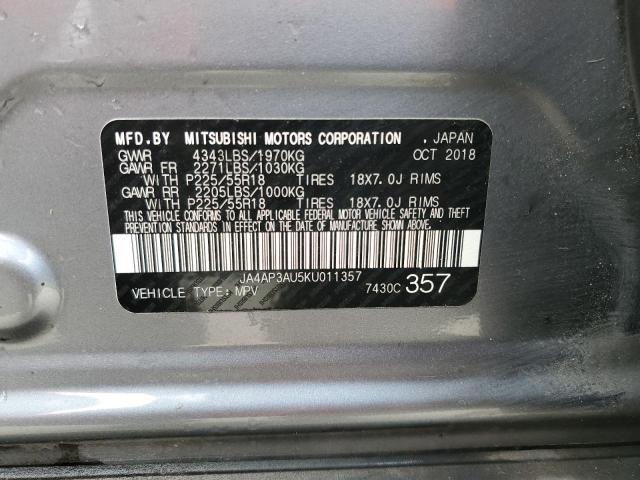 MFD.BY MITSUBISHI MOTORS CORPORATION . JAPAN
GVWR 4343LBS/1970KG OCT 2018
GAWR FR 2271LBS/1030KG
WITH P225/55R18 TIRES 18X7.0J RIMS
GAWR RR 2205LBS/1000KG
WITH P225/55R18 TIRES 18X7.0J RIMS
THIS VEHICLE CONFORMS TO ALL APPLICABLE FEDERAL MOTOR VEHICLE SAFETY AND THEFT
PREVENTION STANDARDS IN EFFECT ON THE DATE OF MANUFACTURE SHOWN ABOVE.
JA4AP3AU5KU011357
VEHICLE TYPE: MPV 7430C 357